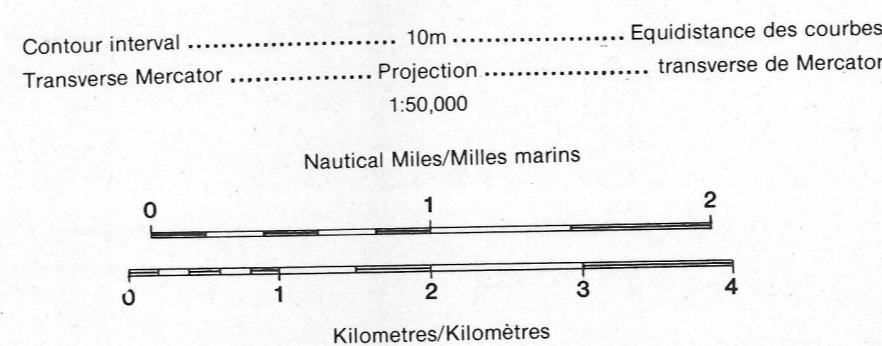 Contour interval ......................... 10m ..................... Equidistance des courbes
Transverse Mercator ................. Projection .................... transverse de Mercator
1:50,000
Nautical Miles/Milles marins
0 1 2
0 1 2 3 4
Kilometres/Kilomètres